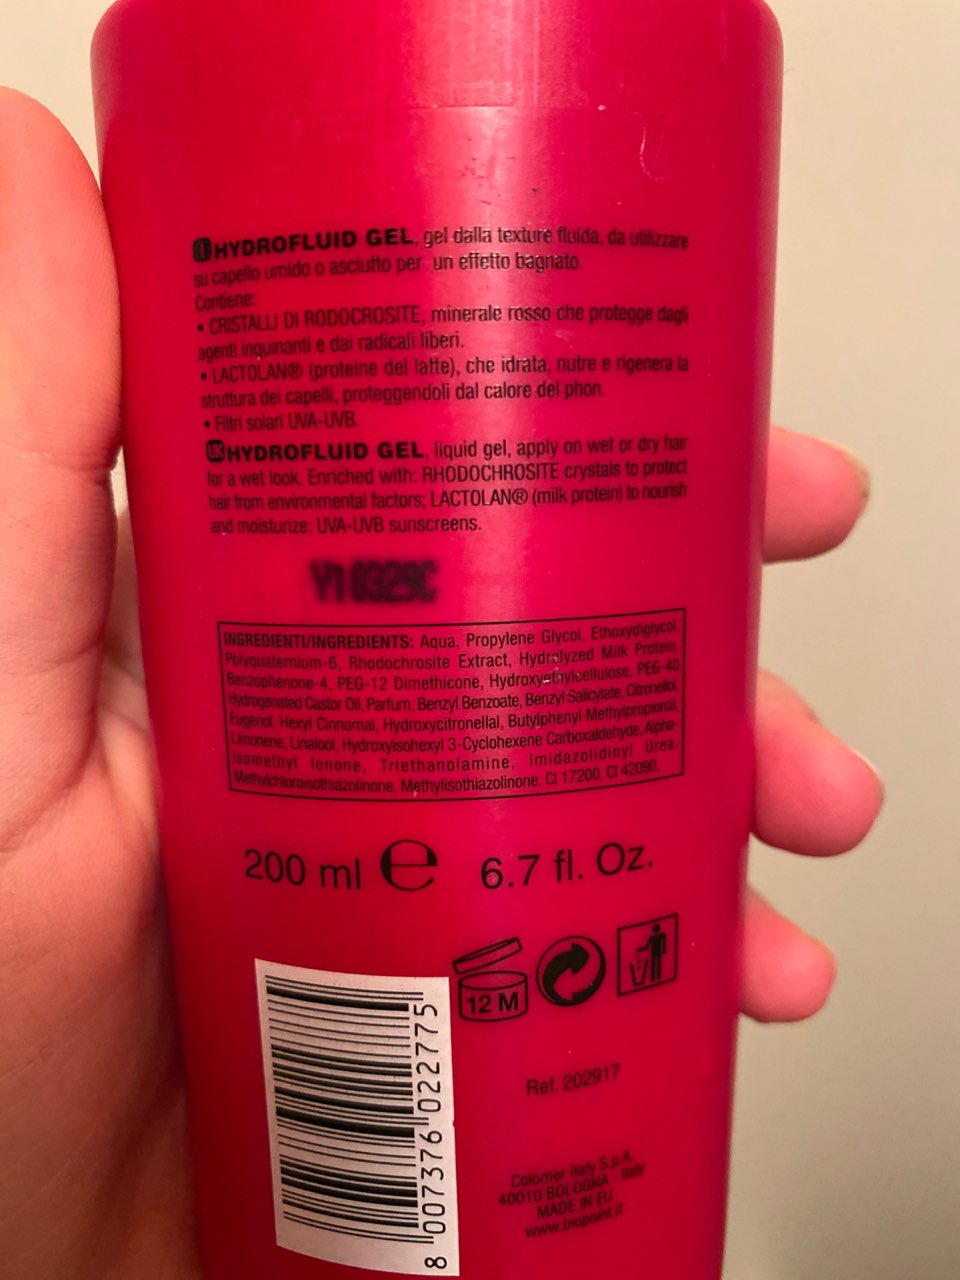 I HYDROFLUID GEL, gel dalla texture fluida, da utilizzare
su capello umido o asciutto per un effetto bagnato.
Contiene:
• CRISTALLI DI RODOCROSITE, minerale rosso che protegge dagli
agenti inquinanti e dai radicali liberi.
• LACTOLAN® (proteine del latte), che idrata, nutre e rigenera la
struttura dei capelli, proteggendoli dal calore del phon.
• Filtri solari UVA-UVB.
UK HYDROFLUID GEL, liquid gel, apply on wet or dry hair
for a wet look. Enriched with: RHODOCHROSITE crystals to protect
hair from environmental factors; LACTOLAN® (milk protein) to nourish
and moisturize; UVA-UVB sunscreens.
INGREDIENTI/INGREDIENTS: Aqua, Propylene Glycol, Ethoxydiglycol,
Polyquaternium-6, Rhodochrosite Extract, Hydrolyzed Milk Protein,
Benzophenone-4, PEG-12 Dimethicone, Hydroxyethylcellulose, PEG-40
Hydrogenated Castor Oil, Parfum, Benzyl Benzoate, Benzyl Salicylate, Citronellol,
Eugenol, Hexyl Cinnamal, Hydroxycitronellal, Butylphenyl Methylpropional,
Limonene, Linalool, Hydroxyisohexyl 3-Cyclohexene Carboxaldehyde, Alpha-
Isomethyl Ionone, Triethanolamine, Imidazolidinyl Urea,
Methylchloroisothiazolinone, Methylisothiazolinone, CI 17200, CI 42090.
200 ml ℮ 6.7 fl. Oz.
12 M
Ref. 202917
Colomer Italy S.p.A.
40010 BOLOGNA - Italy
MADE IN EU
www.biopoint.it
8 007376 022775